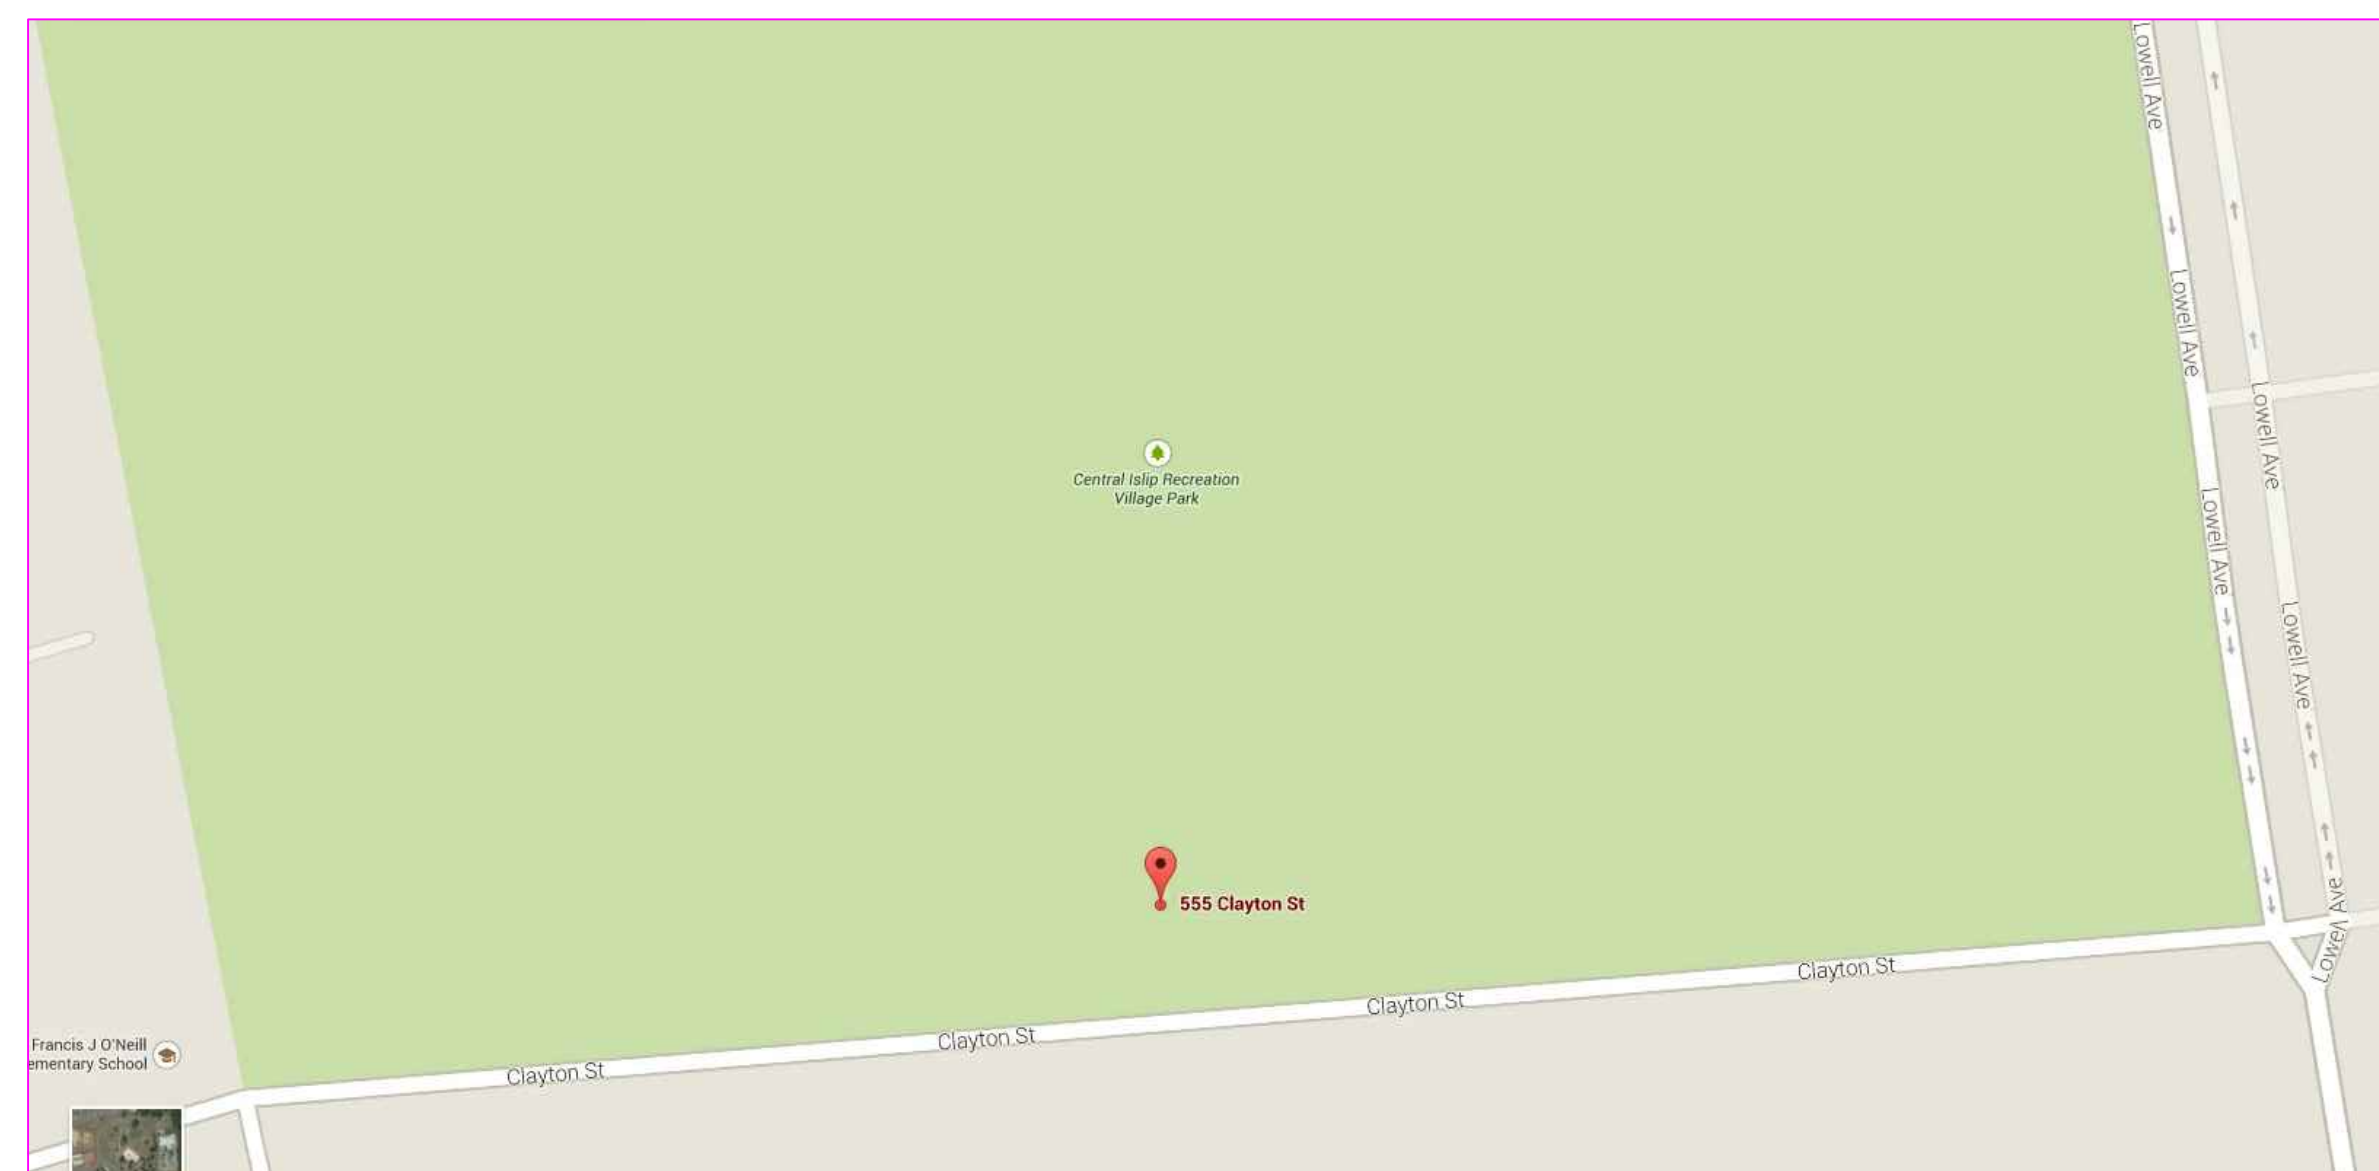 Lowell Ave
Lowell Ave
Lowell Ave
Central Islip Recreation
Village Park
Lowell Ave
Lowell Ave
555 Clayton St
Lowell Ave
Clayton St
Clayton St
Clayton St
Clayton St
Francis J O'Neill
ementary School